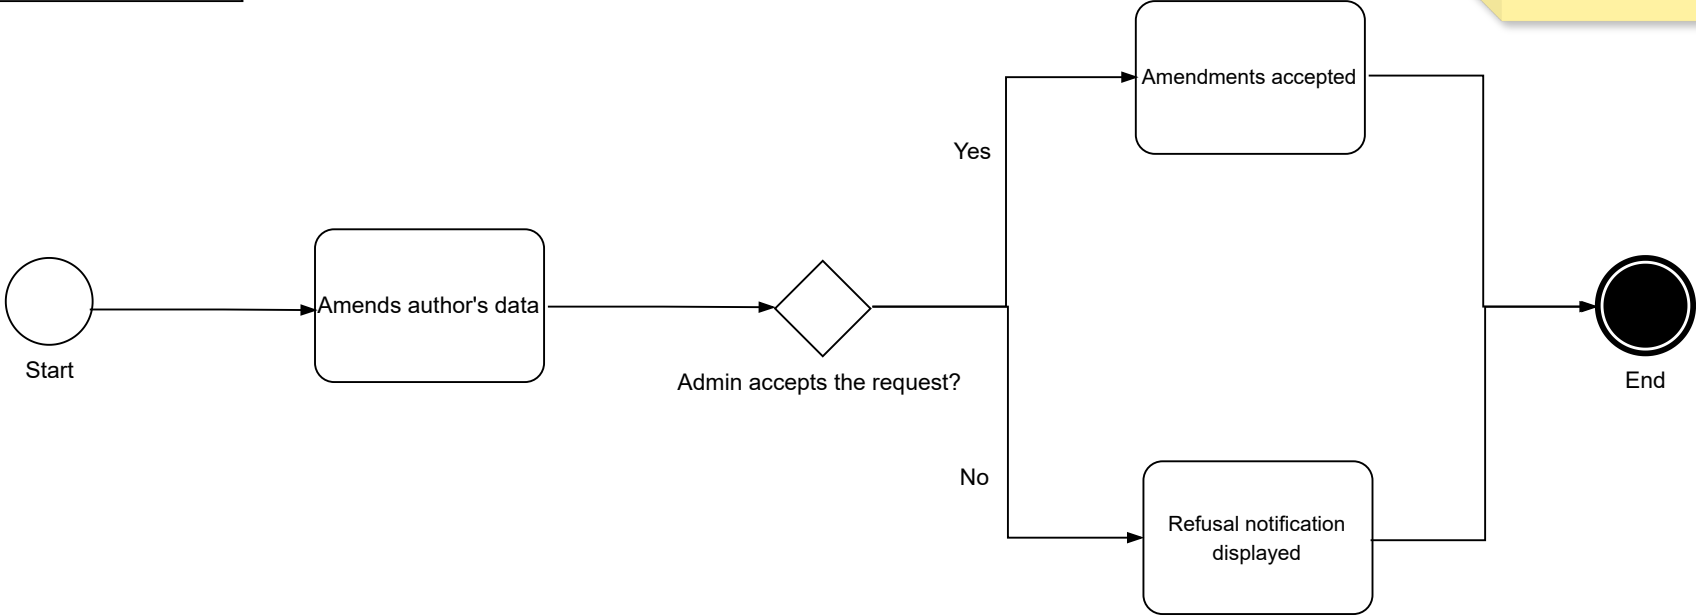 Amendments accepted
Yes
Amends author's data
Start
Admin accepts the request?
End
No
Refusal notification
displayed